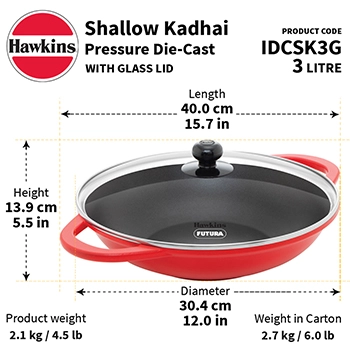 Hawkins
Shallow Kadhai
Pressure Die-Cast
WITH GLASS LID
PRODUCT CODE
IDCSK3G
3 LITRE
Length
40.0 cm
15.7 in
Height
13.9 cm
5.5 in
Hawkins
FUTURA
Diameter
30.4 cm
12.0 in
Product weight
2.1 kg / 4.5 lb
Weight in Carton
2.7 kg / 6.0 lb